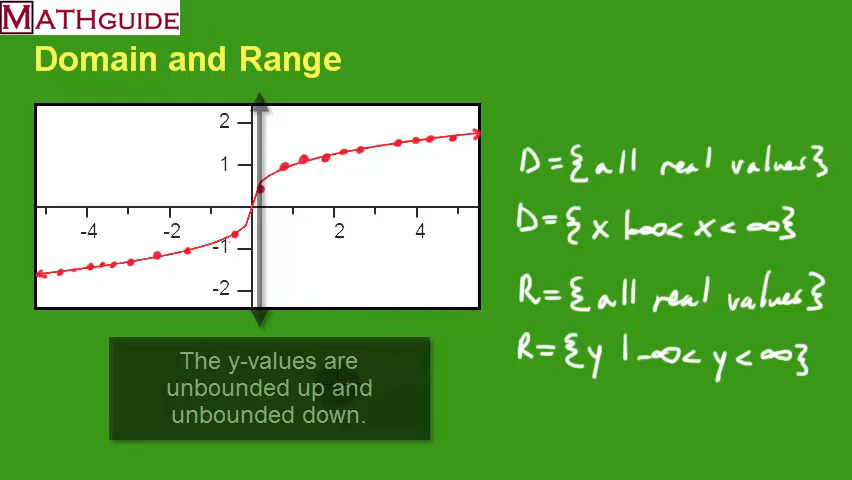 MATHGUIDE
Domain and Range
2
1
-4
-2
2
4
-1
-2
D={all real values}
D={x|-∞<x<∞}
R={all real values}
R={y|-∞<y<∞}
The y-values are
unbounded up and
unbounded down.